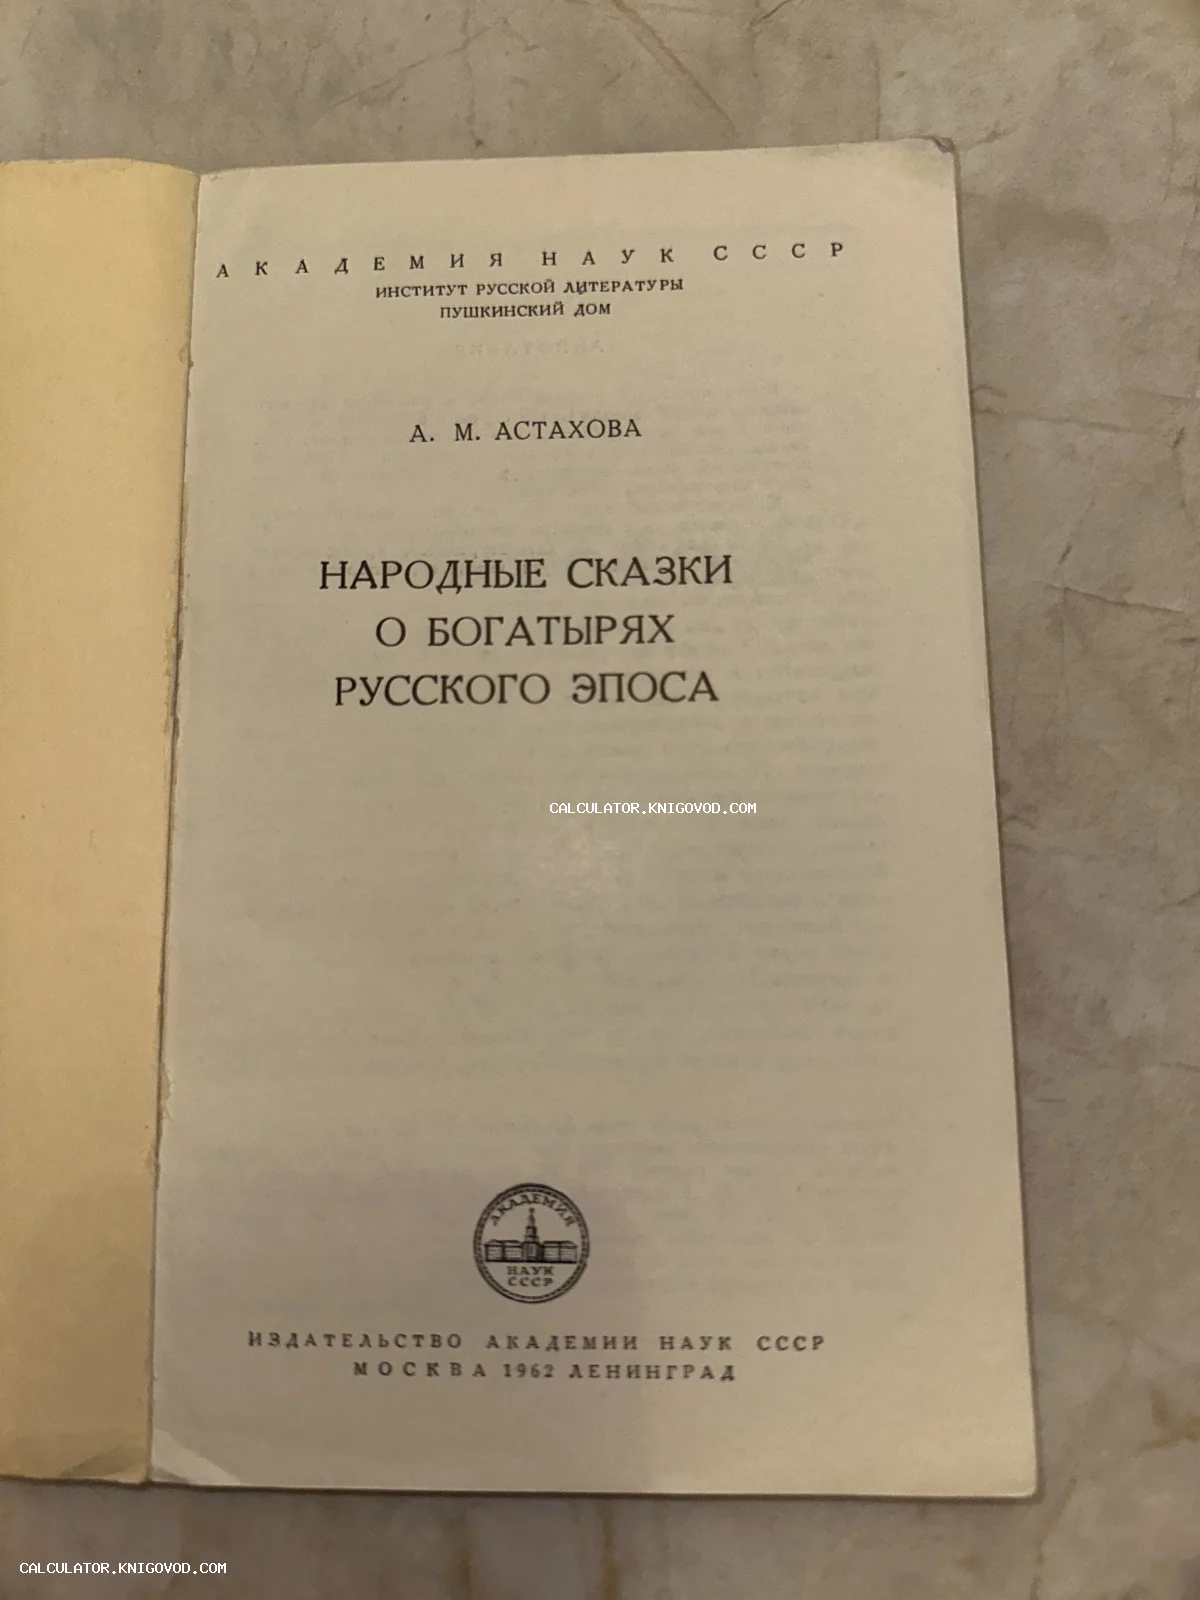 АКАДЕМИЯ НАУК СССР
ИНСТИТУТ РУССКОЙ ЛИТЕРАТУРЫ
ПУШКИНСКИЙ ДОМ
А. М. АСТАХОВА
НАРОДНЫЕ СКАЗКИ
О БОГАТЫРЯХ
РУССКОГО ЭПОСА
CALCULATOR.KNIGOVOD.COM
АКАДЕМИЯ
НАУК
СССР
ИЗДАТЕЛЬСТВО АКАДЕМИИ НАУК СССР
МОСКВА 1962 ЛЕНИНГРАД
CALCULATOR.KNIGOVOD.COM